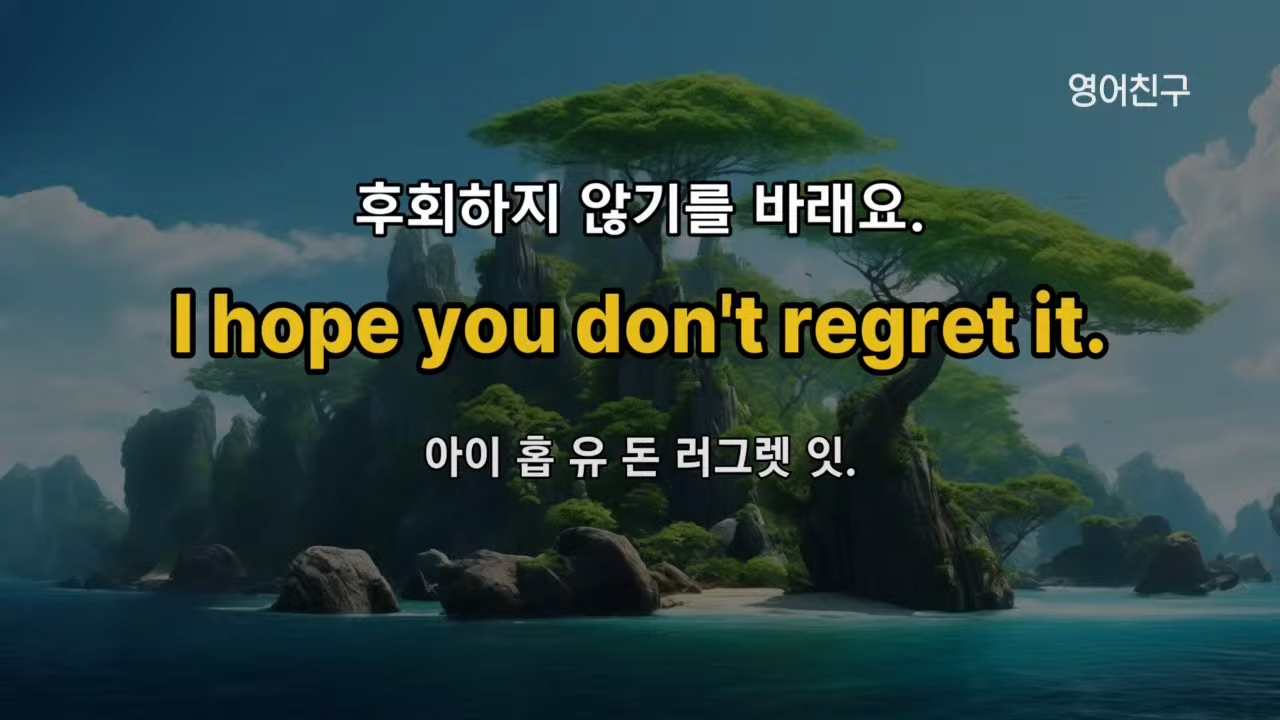 영어친구
후회하지 않기를 바래요.
I hope you don't regret it.
아이 홉 유 돈 러그렛 잇.